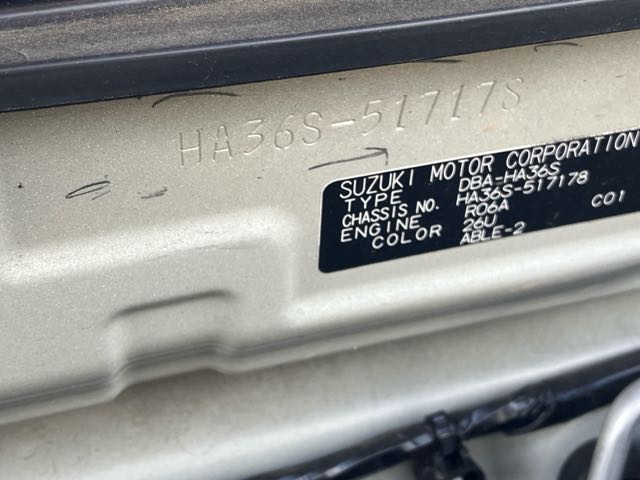 HA36S-517178
SUZUKI MOTOR CORPORATION
TYPE DBA-HA36S
CHASSIS NO. HA36S-517178
ENGINE R06A
COLOR 26U C01
ABLE-2